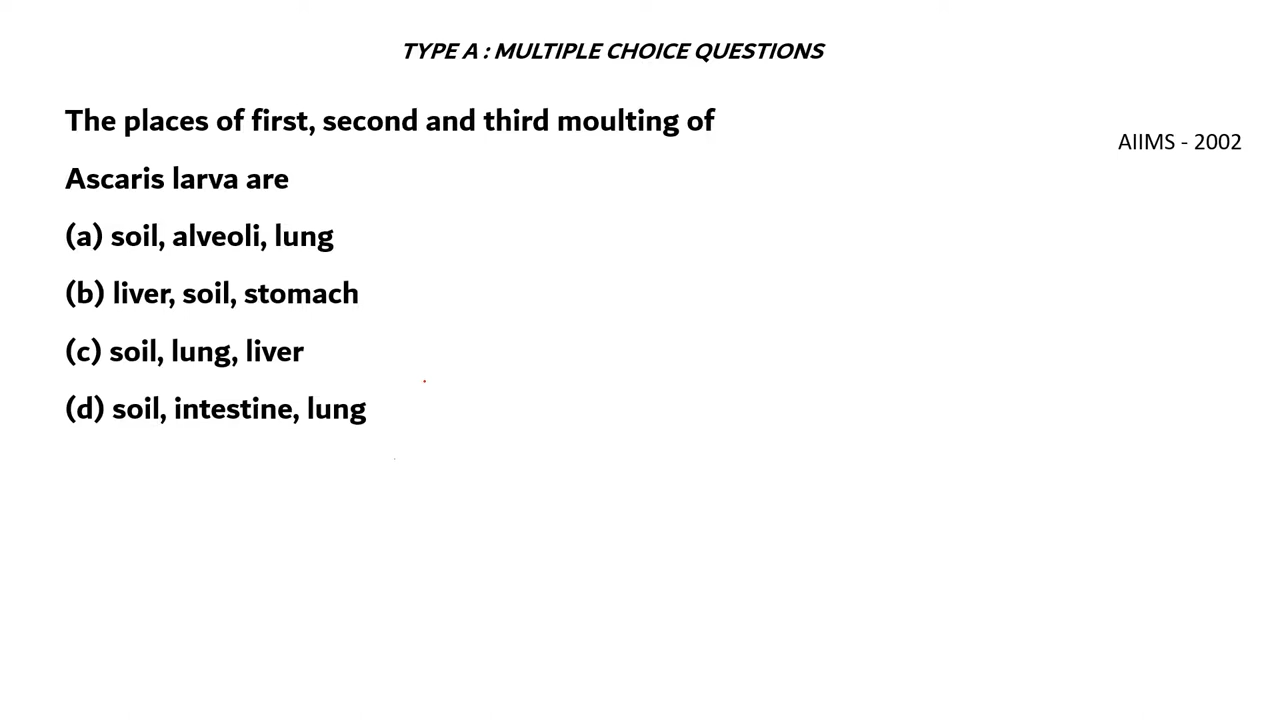 TYPE A : MULTIPLE CHOICE QUESTIONS
The places of first, second and third moulting of
AIIMS - 2002
Ascaris larva are
(a) soil, alveoli, lung
(b) liver, soil, stomach
(c) soil, lung, liver
(d) soil, intestine, lung